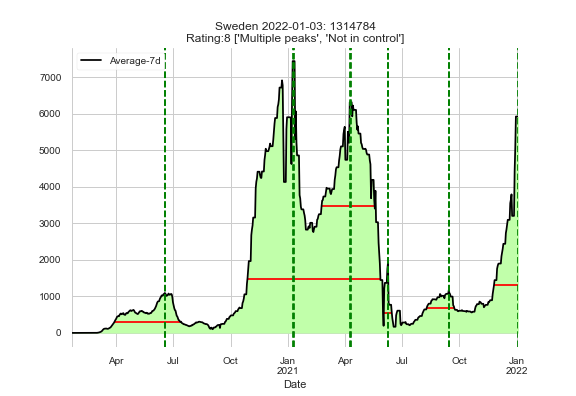 Sweden 2022-01-03: 1314784
Rating:8 ['Multiple peaks', 'Not in control']
Average-7d
7000
6000
5000
4000
3000
2000
1000
0
Apr Jul Oct Jan Apr Jul Oct Jan
2021 2022
Date